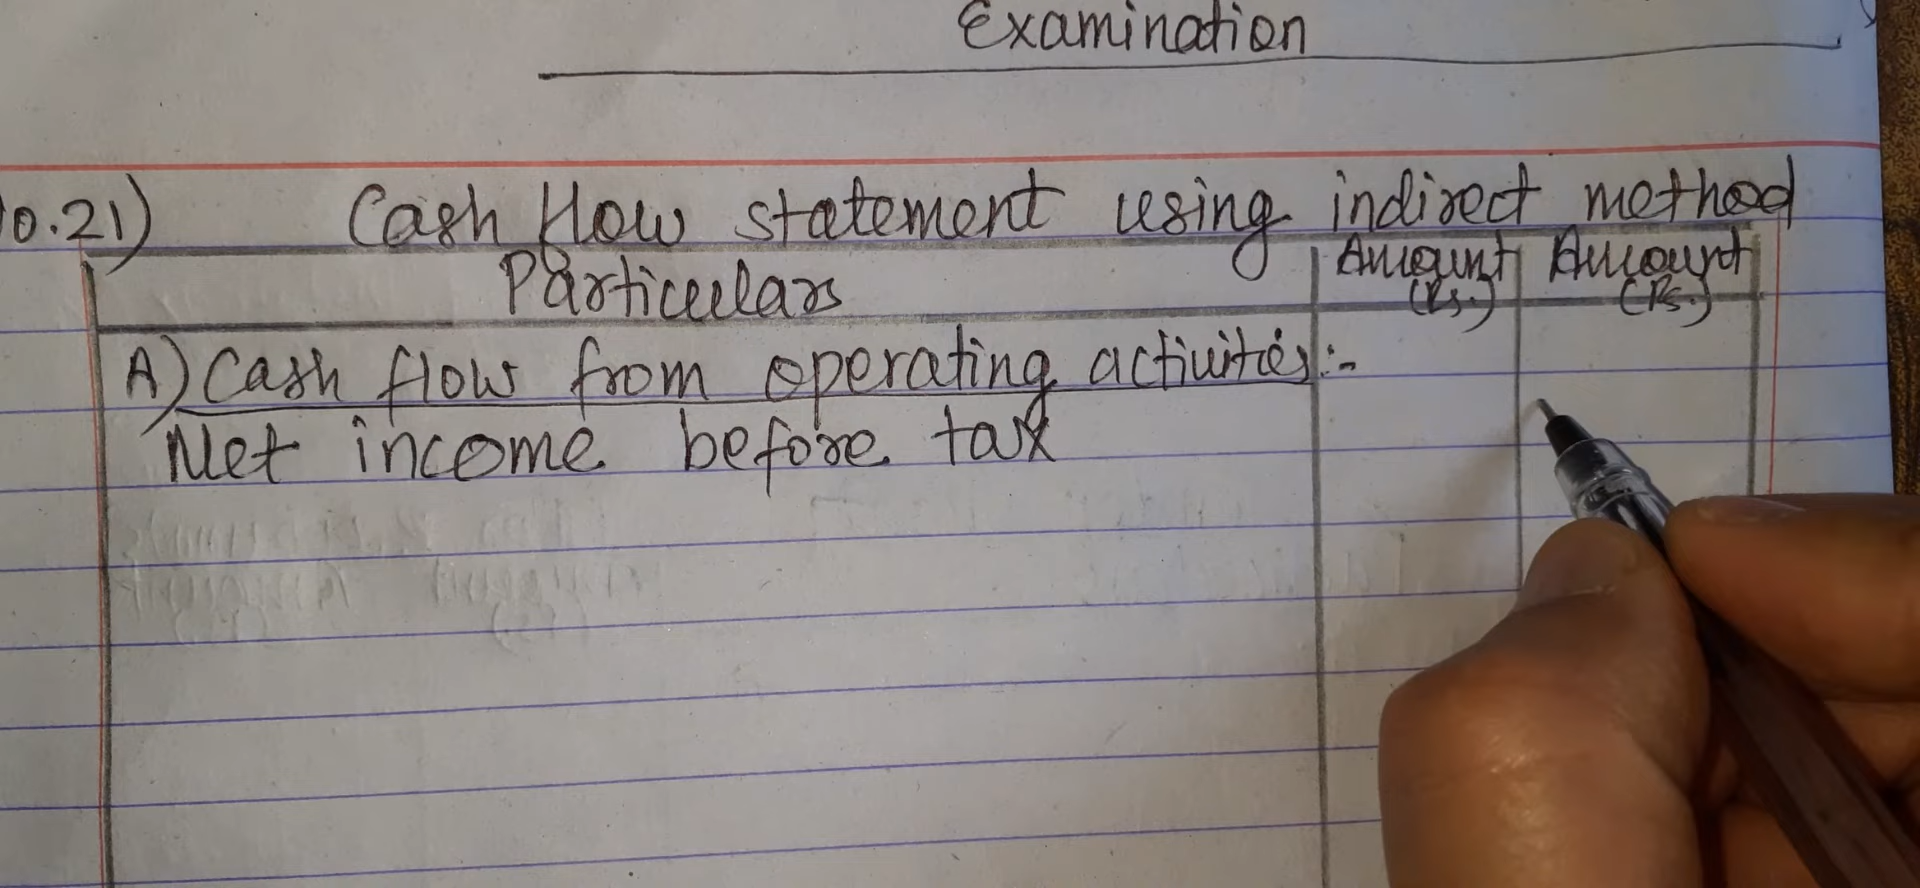 Examination
0.21) Cash flow statement using indirect method
Particulars Amount (Rs.) Amount (Rs.)
A) Cash flow from operating activities:-
Net income before tax